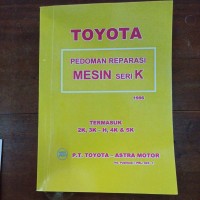 TOYOTA
PEDOMAN REPARASI
MESIN SERI K
TERMASUK
2K, 3K - H, 4K & 5K
P.T. TOYOTA - ASTRA MOTOR